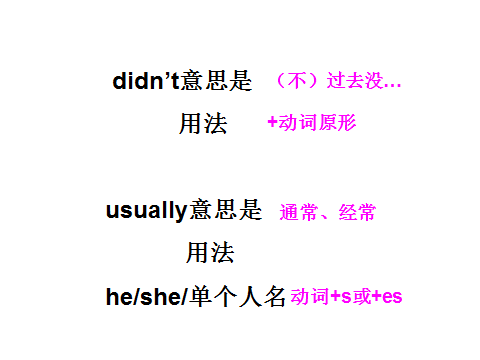 didn’t意思是 （不）过去没…
用法 +动词原形
usually意思是 通常、经常
用法
he/she/单个人名动词+s或+es